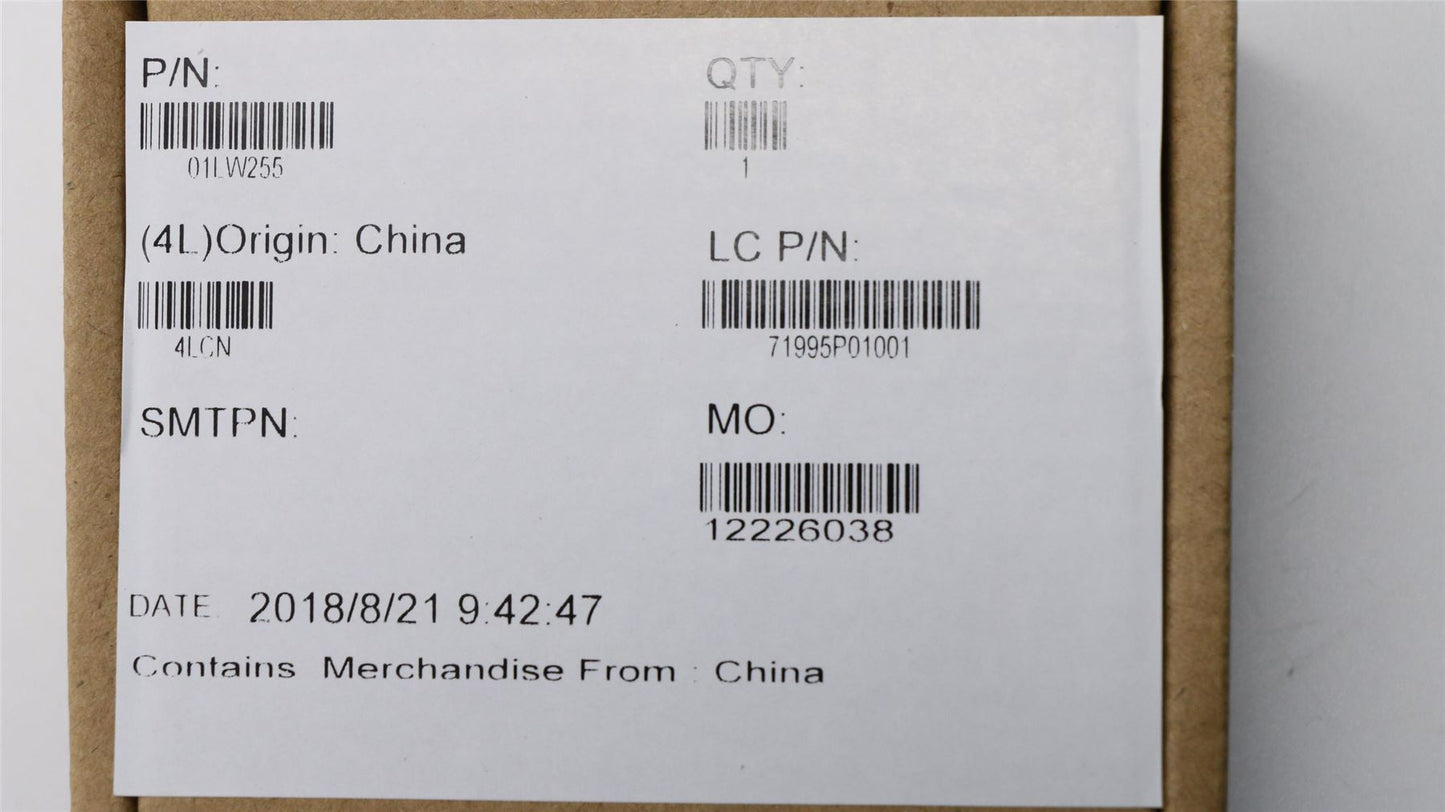 P/N:
01LW255
QTY:
1
(4L)Origin: China
4LCN
LC P/N:
71995P01001
SMTPN:
MO:
12226038
DATE 2018/8/21 9:42:47
Contains Merchandise From : China